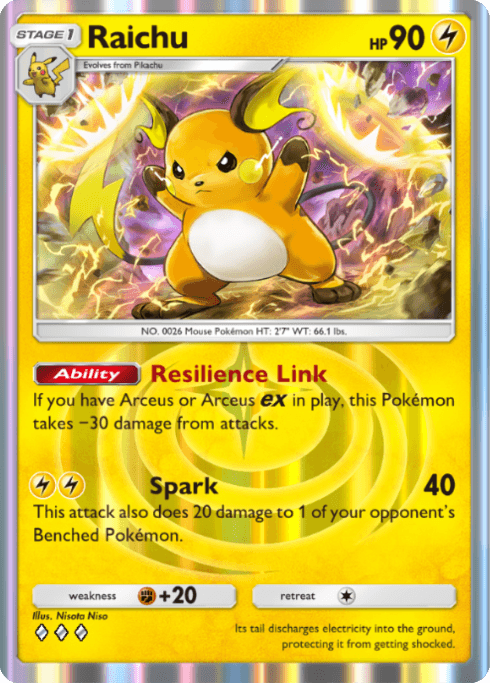 STAGE 1
Raichu
HP 90
Evolves from Pikachu
NO. 0026 Mouse Pokémon HT: 2'7" WT: 66.1 lbs.
Ability Resilience Link
If you have Arceus or Arceus ex in play, this Pokémon
takes −30 damage from attacks.
Spark 40
This attack also does 20 damage to 1 of your opponent's
Benched Pokémon.
weakness +20 retreat
Illus. Nisota Niso
Its tail discharges electricity into the ground,
protecting it from getting shocked.